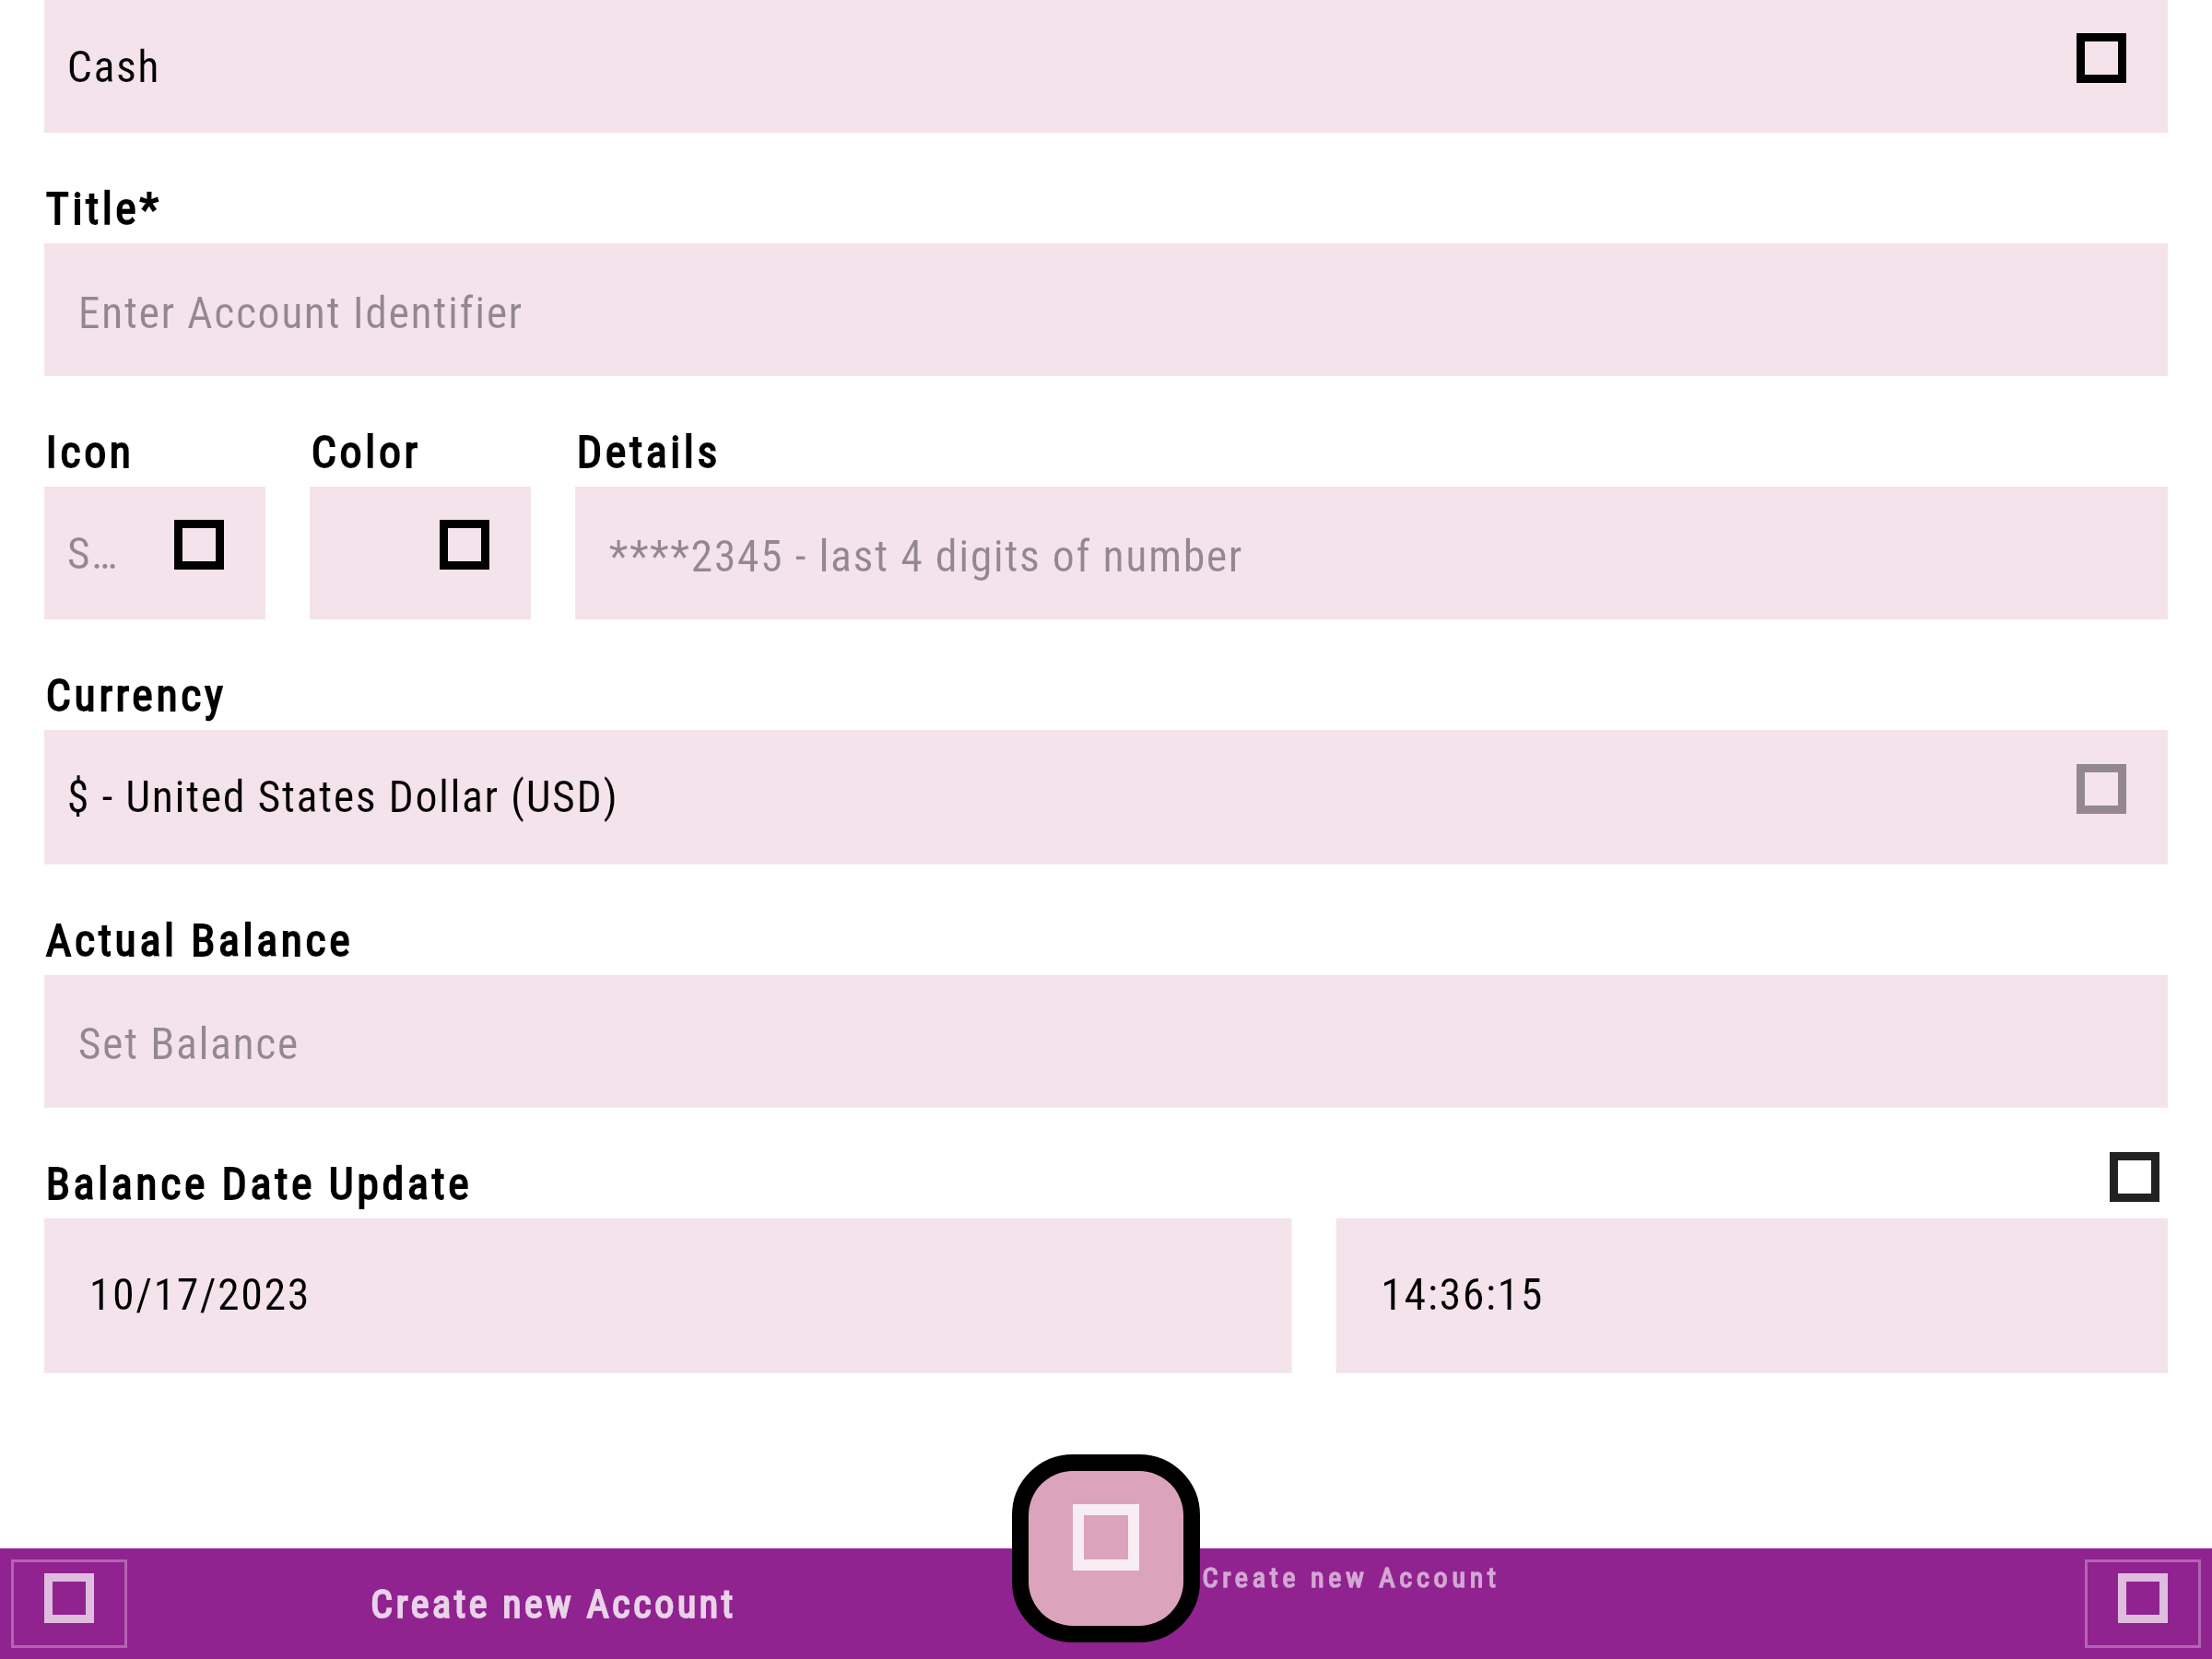 Cash
Title*
Enter Account Identifier
Icon Color Details
S… ****2345 - last 4 digits of number
Currency
$ - United States Dollar (USD)
Actual Balance
Set Balance
Balance Date Update
10/17/2023 14:36:15
Create new Account
Create new Account